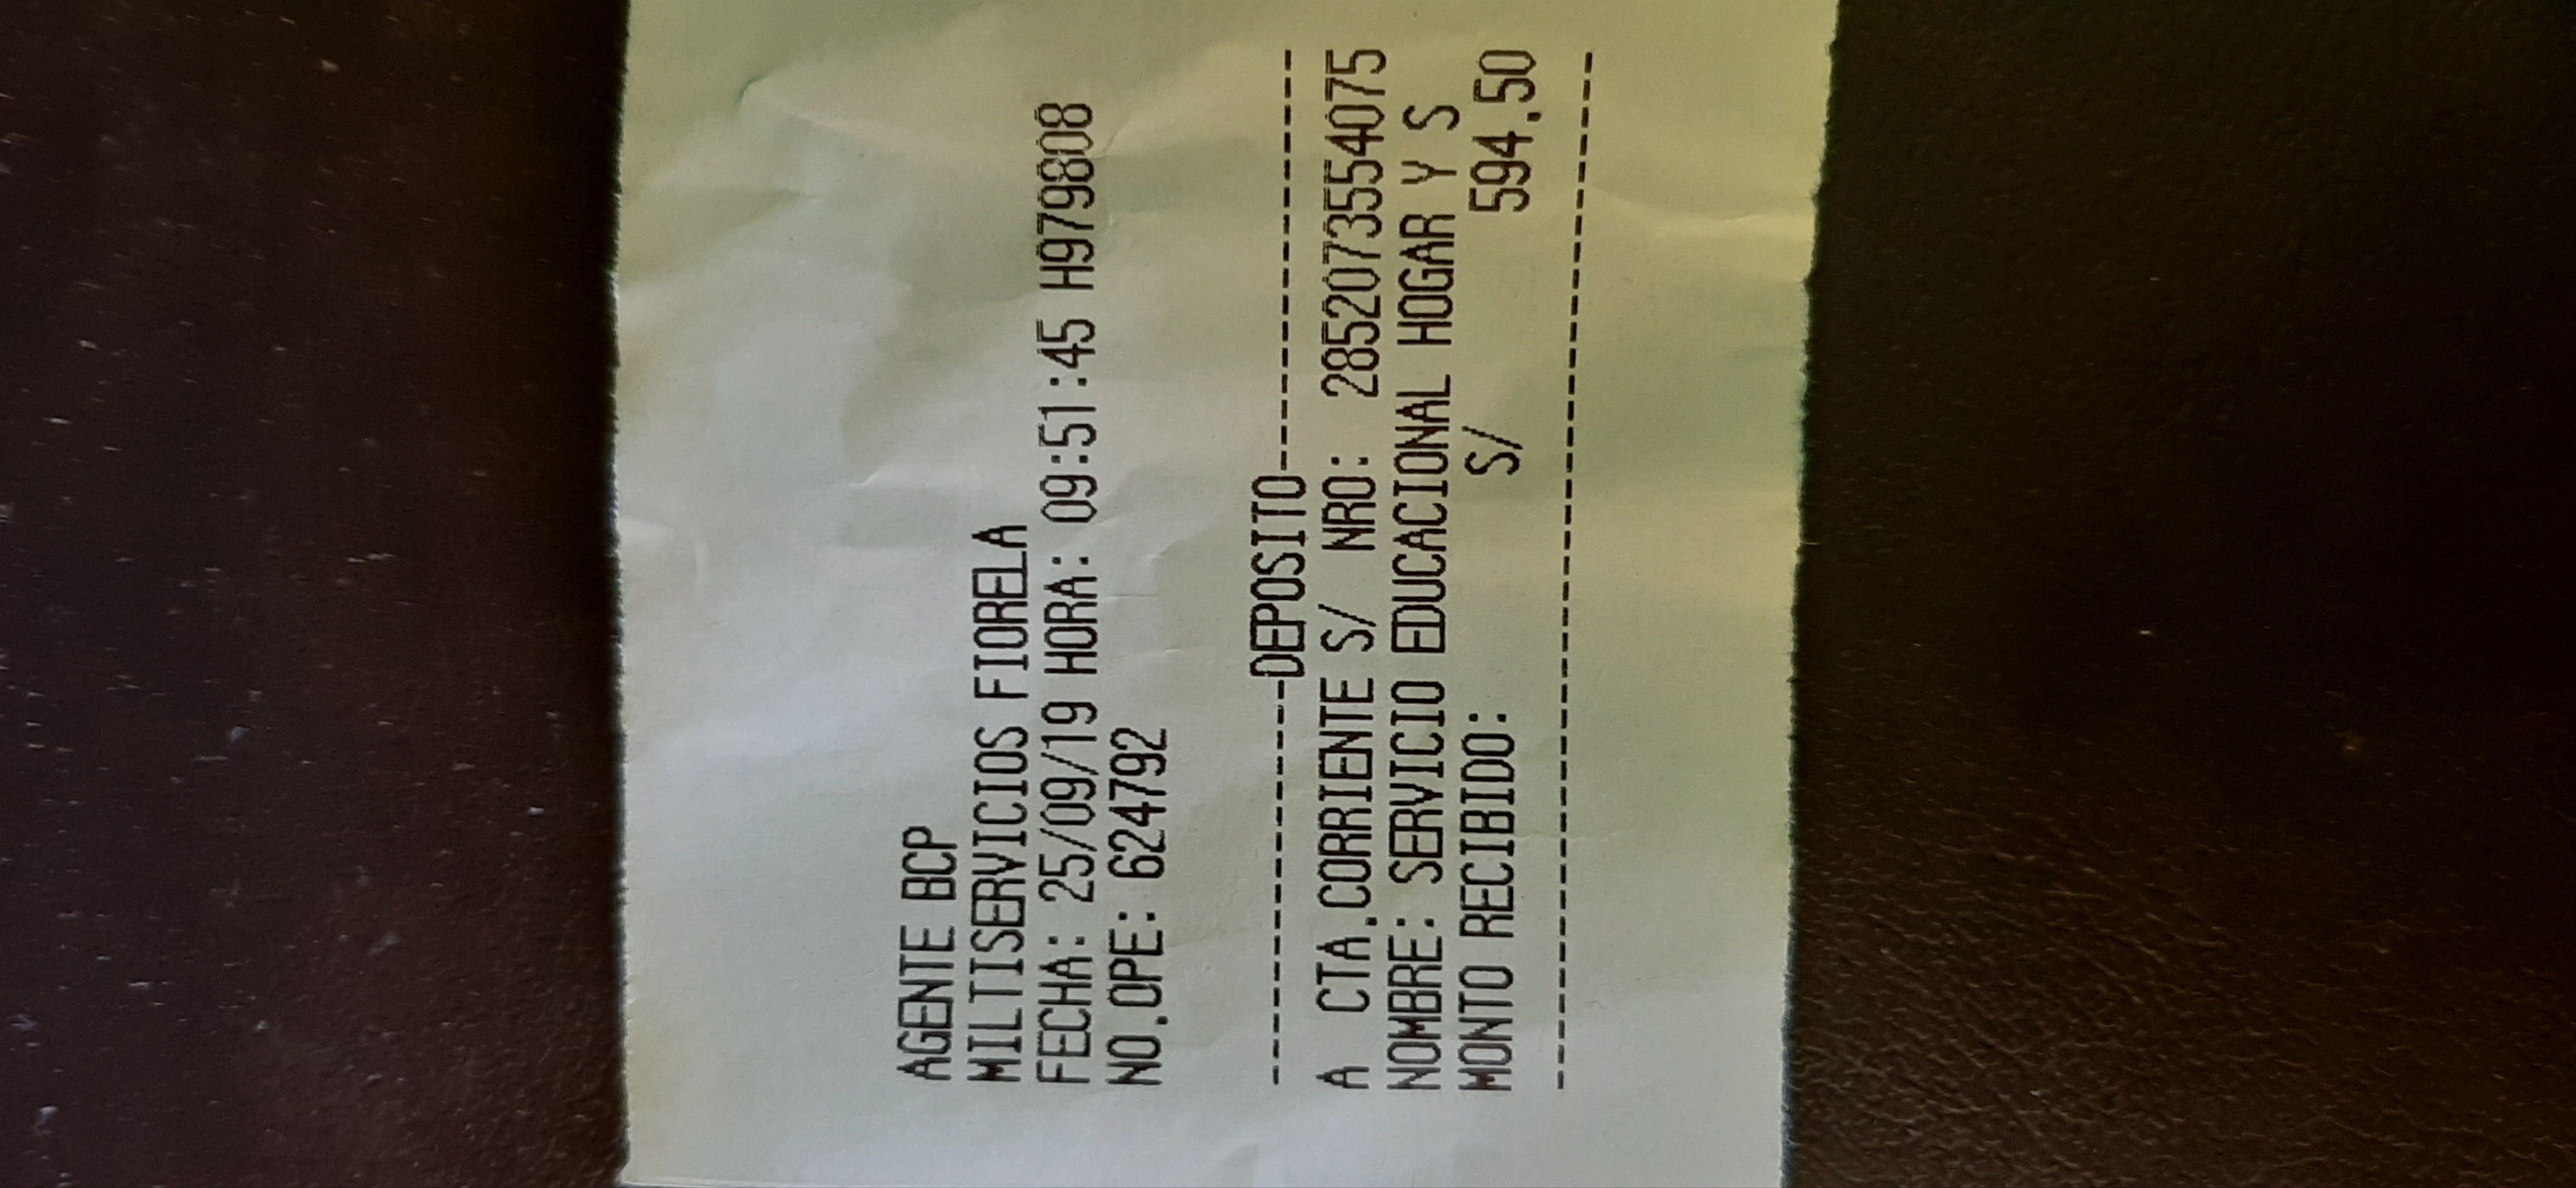 AGENTE BCP
MILTISERVICIOS FIORELA
FECHA: 25/09/19 HORA: 09:51:45 H979808
NO.OPE: 624792
---------------DEPOSITO---------------
A CTA.CORRIENTE S/ NRO: 2852073554075
NOMBRE: SERVICIO EDUCACIONAL HOGAR Y S
MONTO RECIBIDO: S/ 594.50
--------------------------------------